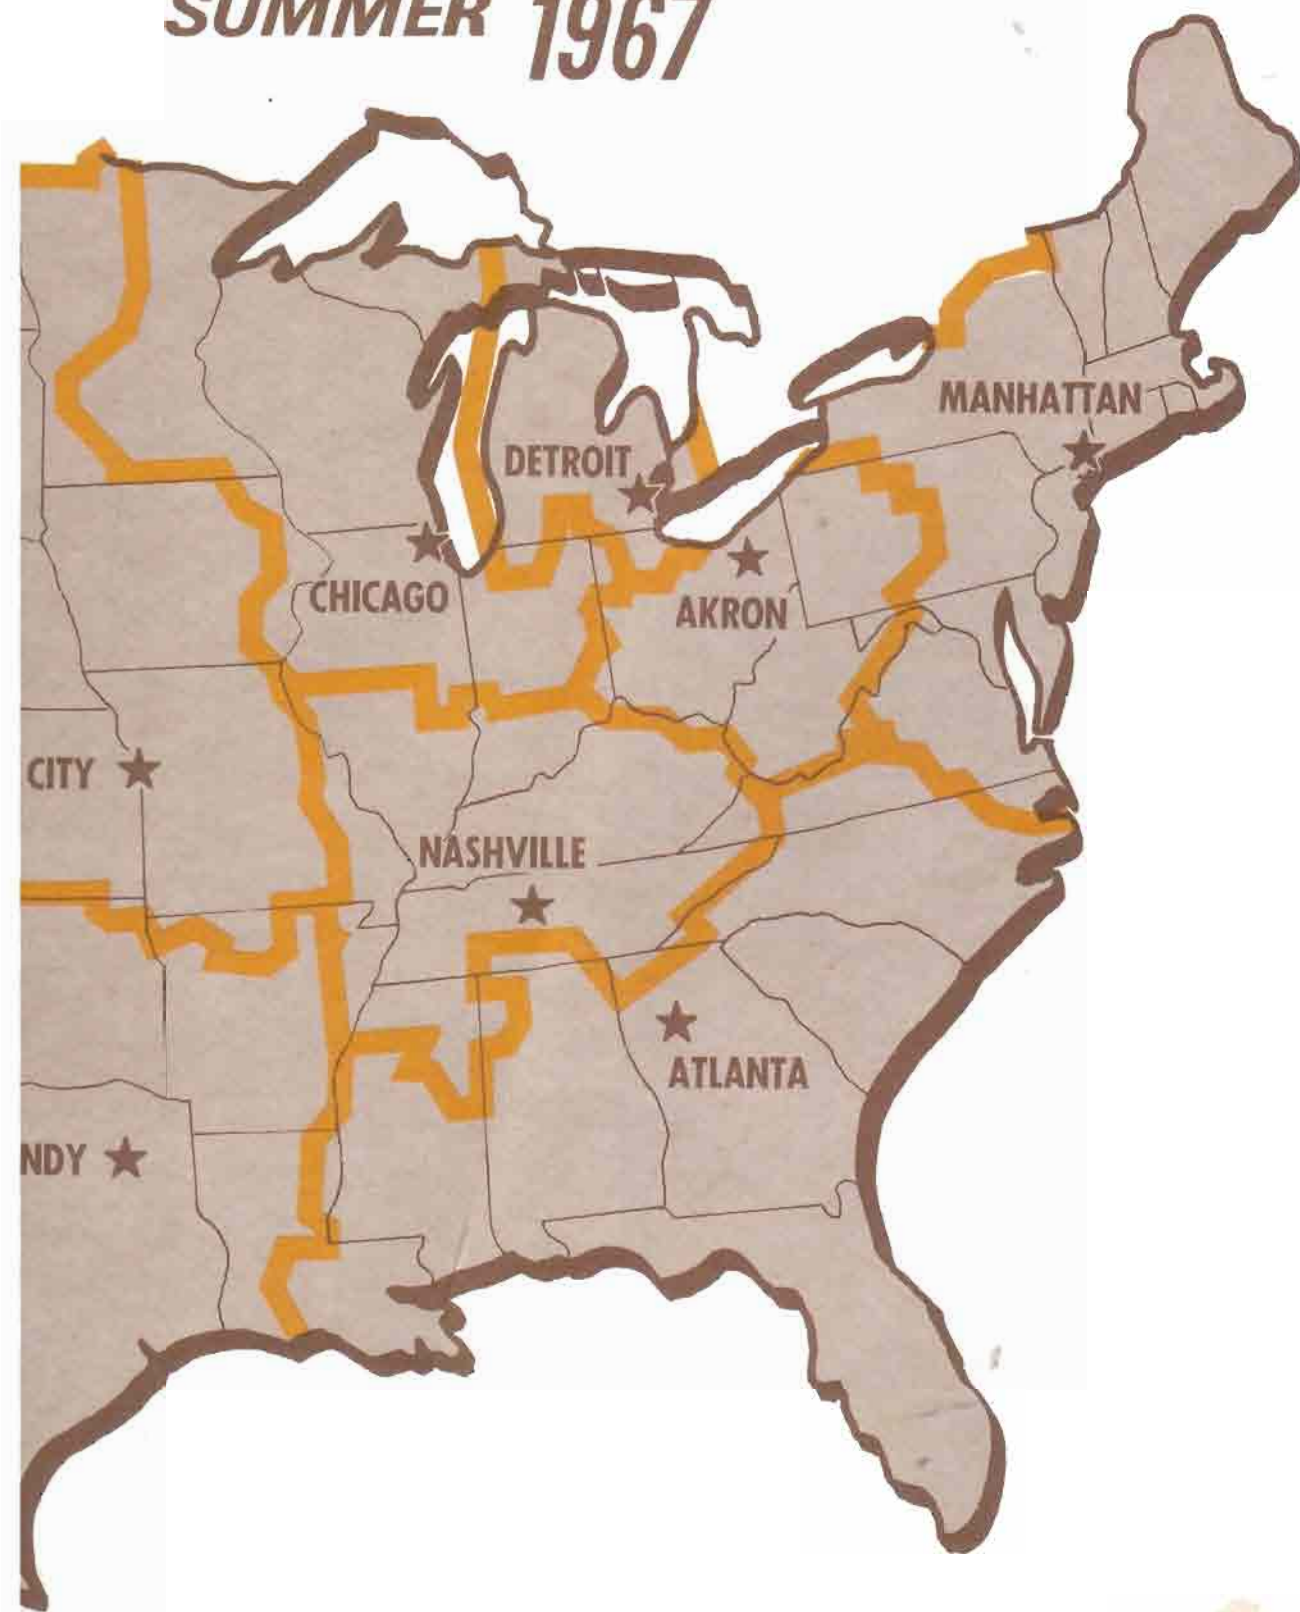 SUMMER 1967
MANHATTAN
DETROIT
CHICAGO
AKRON
CITY
NASHVILLE
ATLANTA
NDY